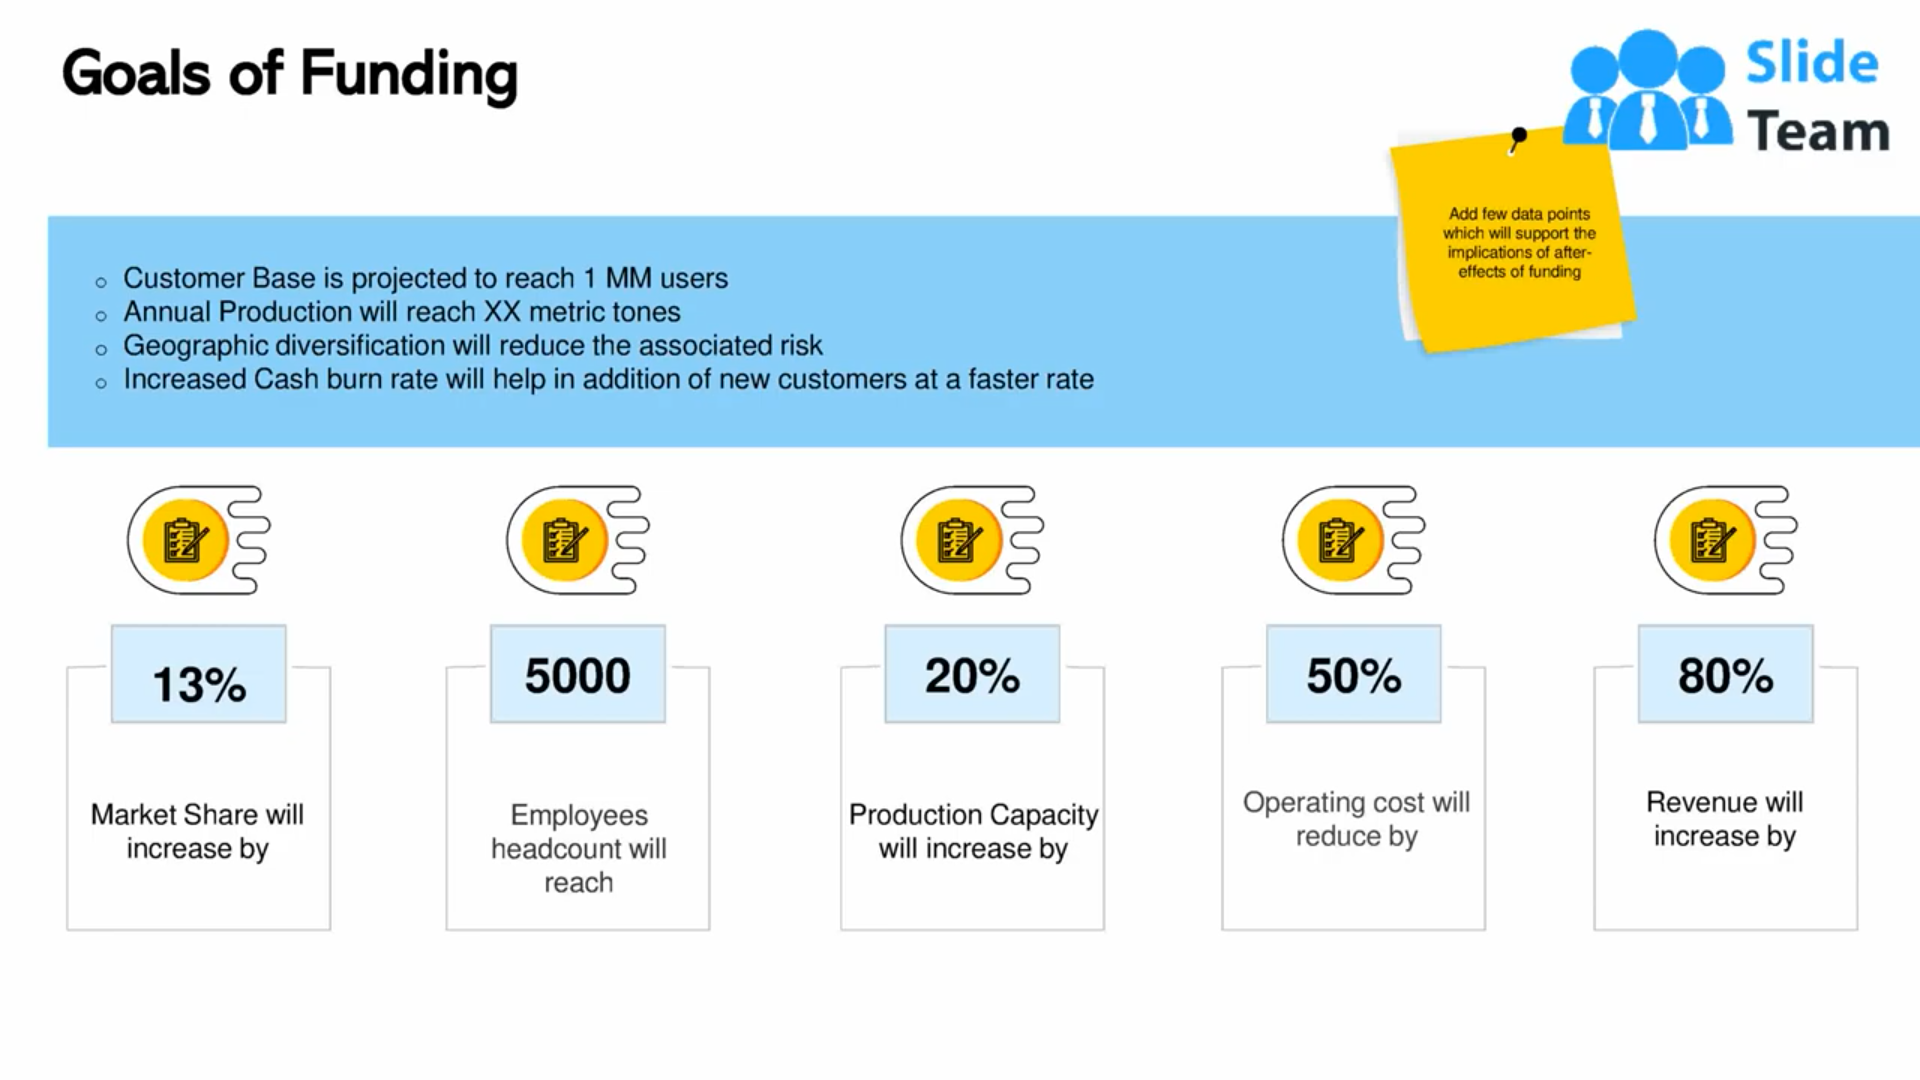 Goals of Funding
Slide
Team
Add few data points
which will support the
implications of after-
effects of funding
Customer Base is projected to reach 1 MM users
Annual Production will reach XX metric tones
Geographic diversification will reduce the associated risk
Increased Cash burn rate will help in addition of new customers at a faster rate
13%
Market Share will
increase by
5000
Employees
headcount will
reach
20%
Production Capacity
will increase by
50%
Operating cost will
reduce by
80%
Revenue will
increase by